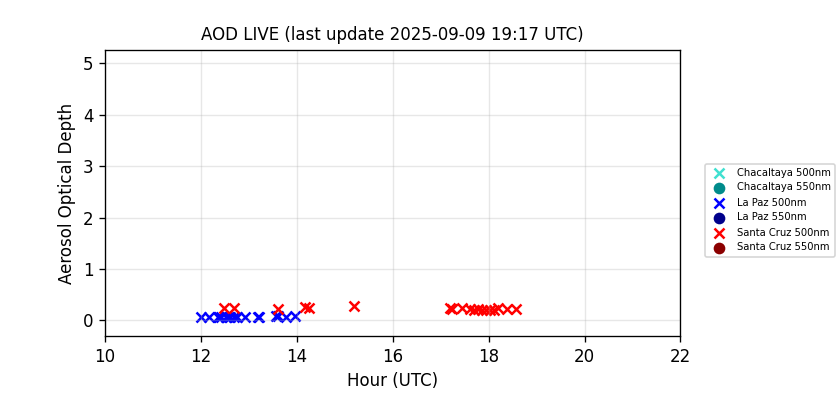 AOD LIVE (last update 2025-09-09 19:17 UTC)
Aerosol Optical Depth
5
4
3
2
1
0
10 12 14 16 18 20 22
Hour (UTC)
Chacaltaya 500nm
Chacaltaya 550nm
La Paz 500nm
La Paz 550nm
Santa Cruz 500nm
Santa Cruz 550nm